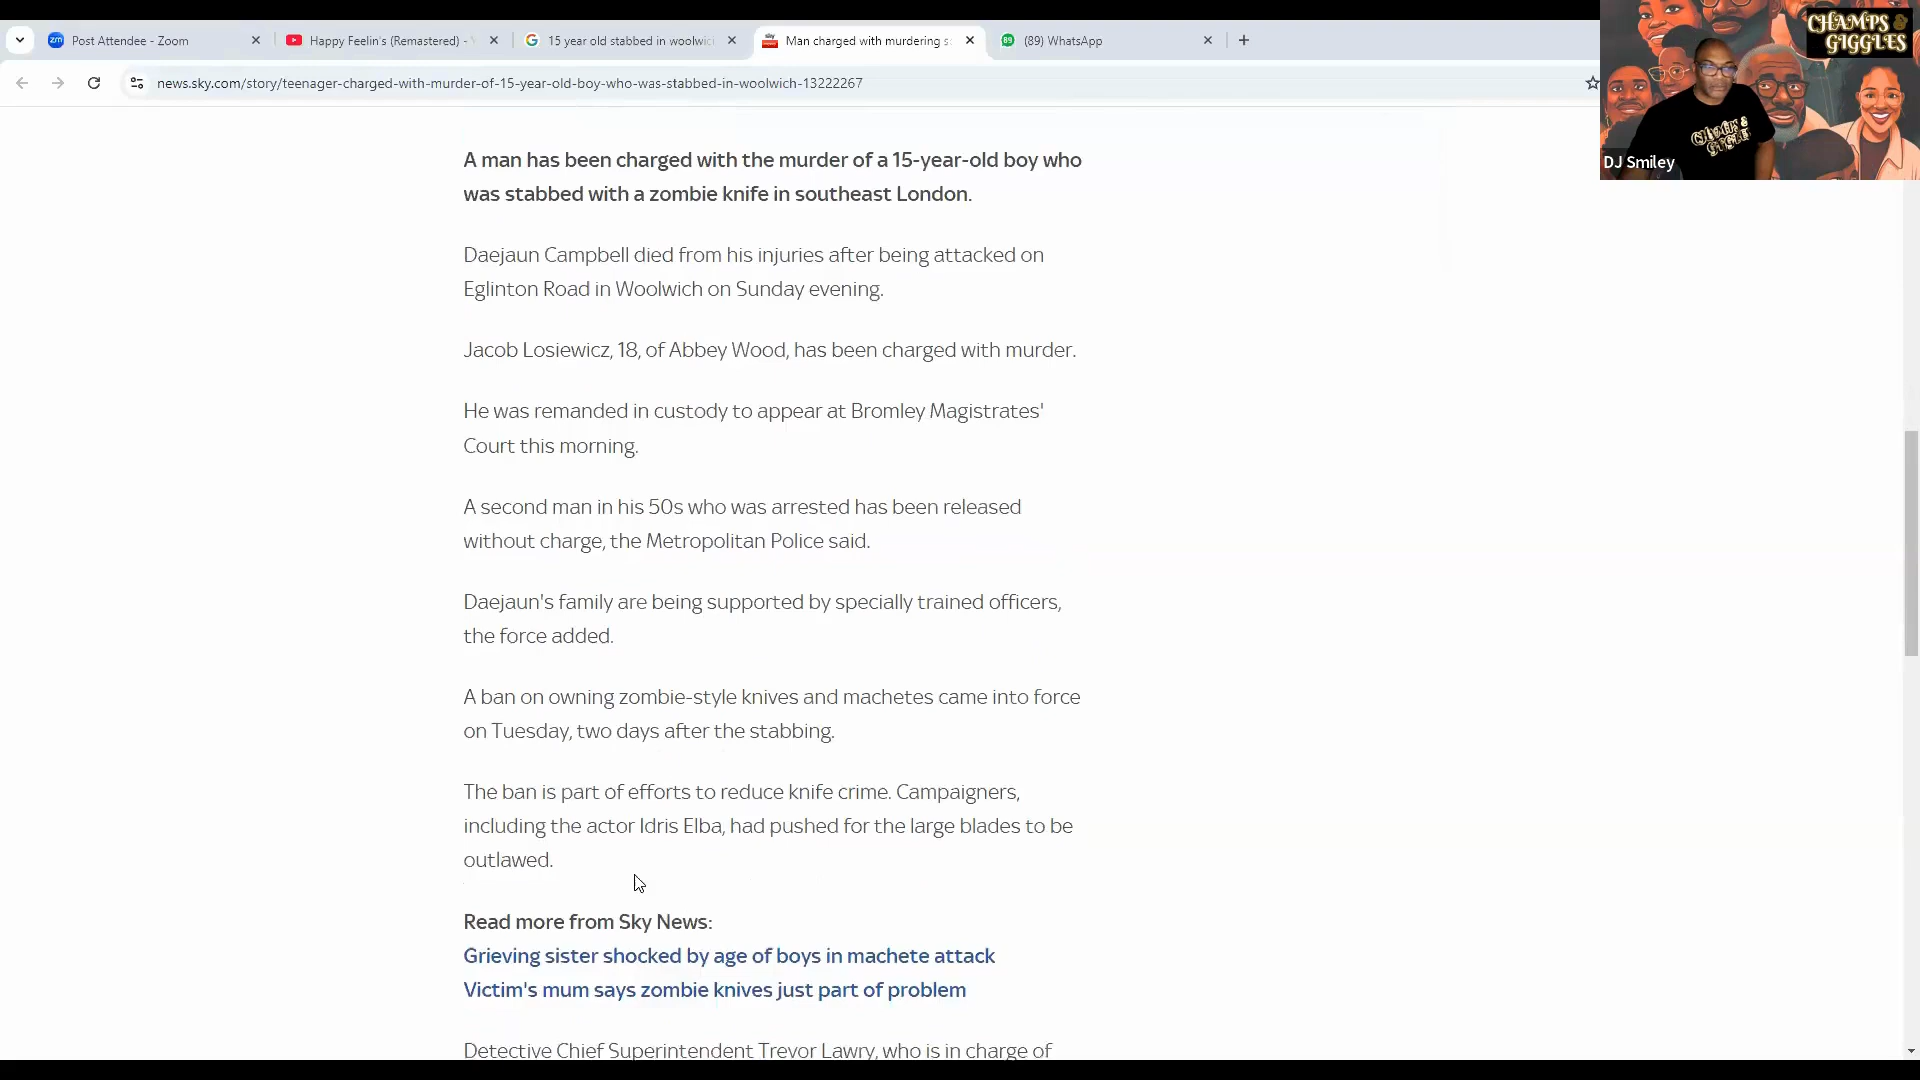 Post Attendee - Zoom
Happy Feelin's (Remastered) -
15 year old stabbed in woolwic
Man charged with murdering s
(89) WhatsApp
news.sky.com/story/teenager-charged-with-murder-of-15-year-old-boy-who-was-stabbed-in-woolwich-13222267
CHAMPS &
GIGGLES
DJ Smiley
A man has been charged with the murder of a 15-year-old boy who
was stabbed with a zombie knife in southeast London.
Daejaun Campbell died from his injuries after being attacked on
Eglinton Road in Woolwich on Sunday evening.
Jacob Losiewicz, 18, of Abbey Wood, has been charged with murder.
He was remanded in custody to appear at Bromley Magistrates'
Court this morning.
A second man in his 50s who was arrested has been released
without charge, the Metropolitan Police said.
Daejaun's family are being supported by specially trained officers,
the force added.
A ban on owning zombie-style knives and machetes came into force
on Tuesday, two days after the stabbing.
The ban is part of efforts to reduce knife crime. Campaigners,
including the actor Idris Elba, had pushed for the large blades to be
outlawed.
Read more from Sky News:
Grieving sister shocked by age of boys in machete attack
Victim's mum says zombie knives just part of problem
Detective Chief Superintendent Trevor Lawry, who is in charge of